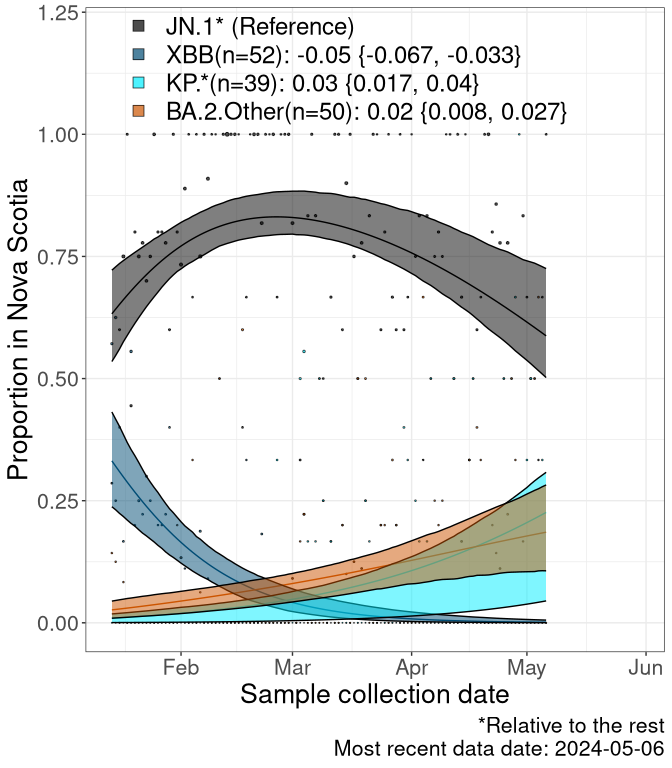 JN.1* (Reference)
XBB(n=52): -0.05 {-0.067, -0.033}
KP.*(n=39): 0.03 {0.017, 0.04}
BA.2.Other(n=50): 0.02 {0.008, 0.027}
Proportion in Nova Scotia
1.25
1.00
0.75
0.50
0.25
0.00
Feb Mar Apr May Jun
Sample collection date
*Relative to the rest
Most recent data date: 2024-05-06